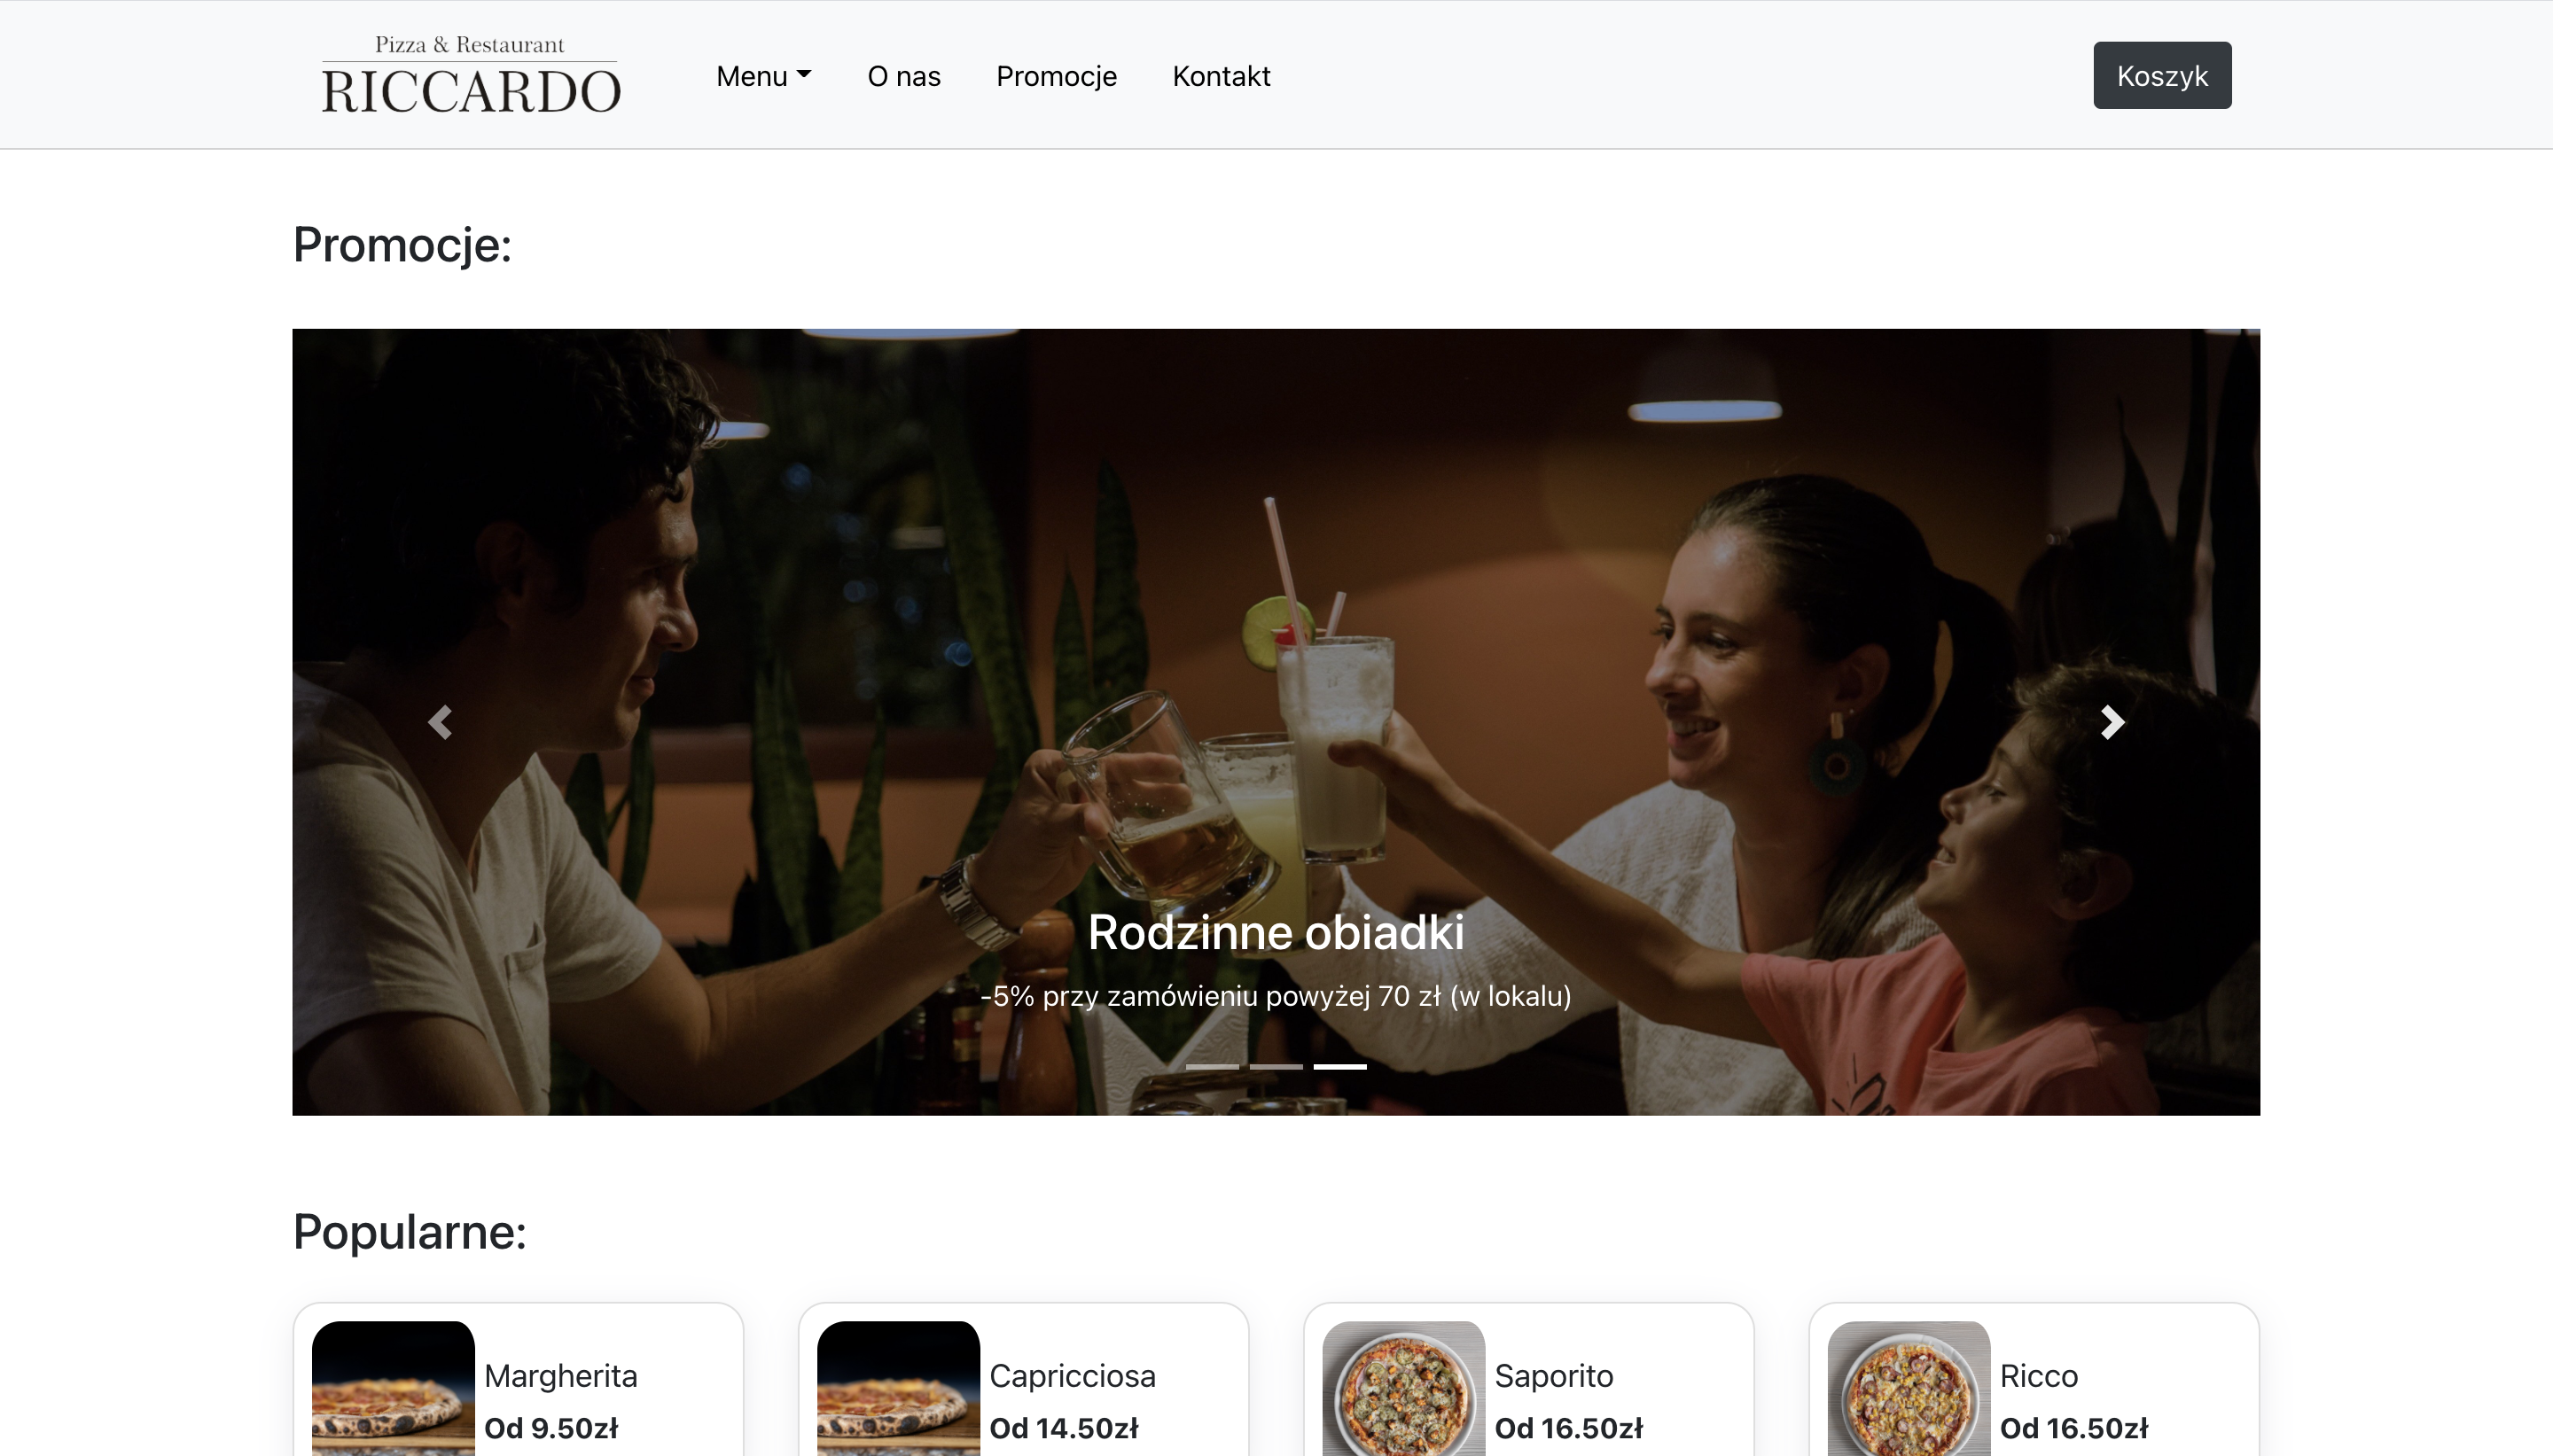 Pizza & Restaurant
RICCARDO
Menu
O nas
Promocje
Kontakt
Koszyk
Promocje:
Rodzinne obiadki
-5% przy zamówieniu powyżej 70 zł (w lokalu)
Popularne:
Margherita
Od 9.50zł
Capricciosa
Od 14.50zł
Saporito
Od 16.50zł
Ricco
Od 16.50zł